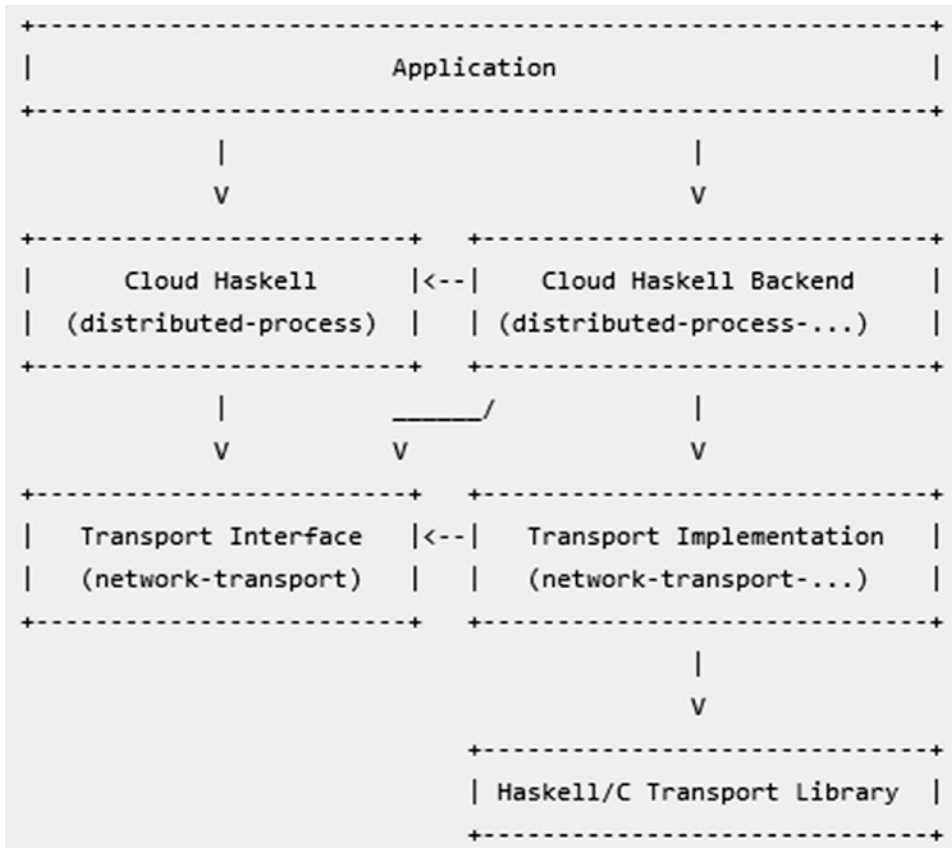 +--------------------------------------------------------------+
|                         Application                          |
+--------------------------------------------------------------+
             |                                |
             V                                V
+--------------------------+   +-------------------------------+
|      Cloud Haskell       |<--|    Cloud Haskell Backend      |
|  (distributed-process)   |   | (distributed-process-...)     |
+--------------------------+   +-------------------------------+
             |           ______/              |
             V           V                    V
+--------------------------+   +-------------------------------+
|   Transport Interface    |<--|   Transport Implementation    |
|   (network-transport)    |   |   (network-transport-...)     |
+--------------------------+   +-------------------------------+
                                              |
                                              V
                               +-------------------------------+
                               | Haskell/C Transport Library   |
                               +-------------------------------+